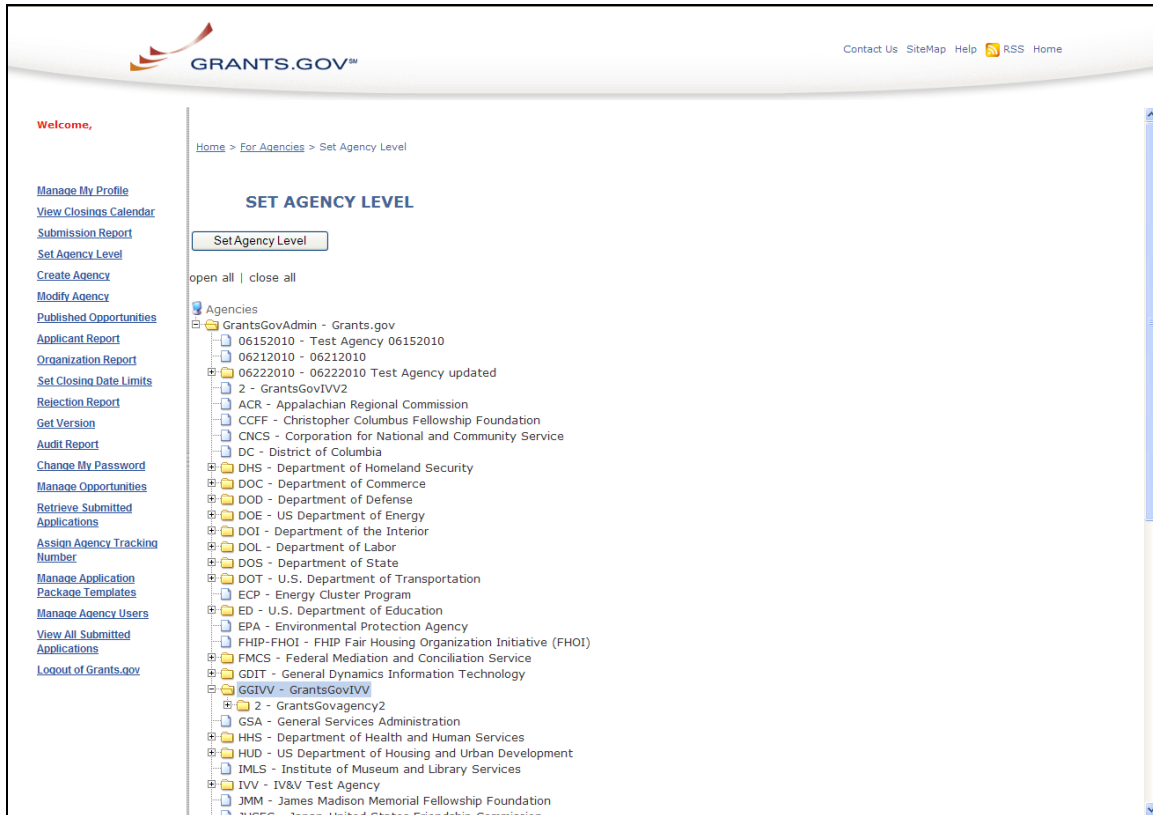 GRANTS.GOV℠
Contact Us SiteMap Help RSS Home
Welcome,
Home > For Agencies > Set Agency Level
Manage My Profile
View Closings Calendar
Submission Report
Set Agency Level
Create Agency
Modify Agency
Published Opportunities
Applicant Report
Organization Report
Set Closing Date Limits
Rejection Report
Get Version
Audit Report
Change My Password
Manage Opportunities
Retrieve Submitted
Applications
Assign Agency Tracking
Number
Manage Application
Package Templates
Manage Agency Users
View All Submitted
Applications
Logout of Grants.gov
SET AGENCY LEVEL
Set Agency Level
open all | close all
Agencies
GrantsGovAdmin - Grants.gov
06152010 - Test Agency 06152010
06212010 - 06212010
06222010 - 06222010 Test Agency updated
2 - GrantsGovIVV2
ACR - Appalachian Regional Commission
CCFF - Christopher Columbus Fellowship Foundation
CNCS - Corporation for National and Community Service
DC - District of Columbia
DHS - Department of Homeland Security
DOC - Department of Commerce
DOD - Department of Defense
DOE - US Department of Energy
DOI - Department of the Interior
DOL - Department of Labor
DOS - Department of State
DOT - U.S. Department of Transportation
ECP - Energy Cluster Program
ED - U.S. Department of Education
EPA - Environmental Protection Agency
FHIP-FHOI - FHIP Fair Housing Organization Initiative (FHOI)
FMCS - Federal Mediation and Conciliation Service
GDIT - General Dynamics Information Technology
GGIVV - GrantsGovIVV
2 - GrantsGovagency2
GSA - General Services Administration
HHS - Department of Health and Human Services
HUD - US Department of Housing and Urban Development
IMLS - Institute of Museum and Library Services
IVV - IV&V Test Agency
JMM - James Madison Memorial Fellowship Foundation